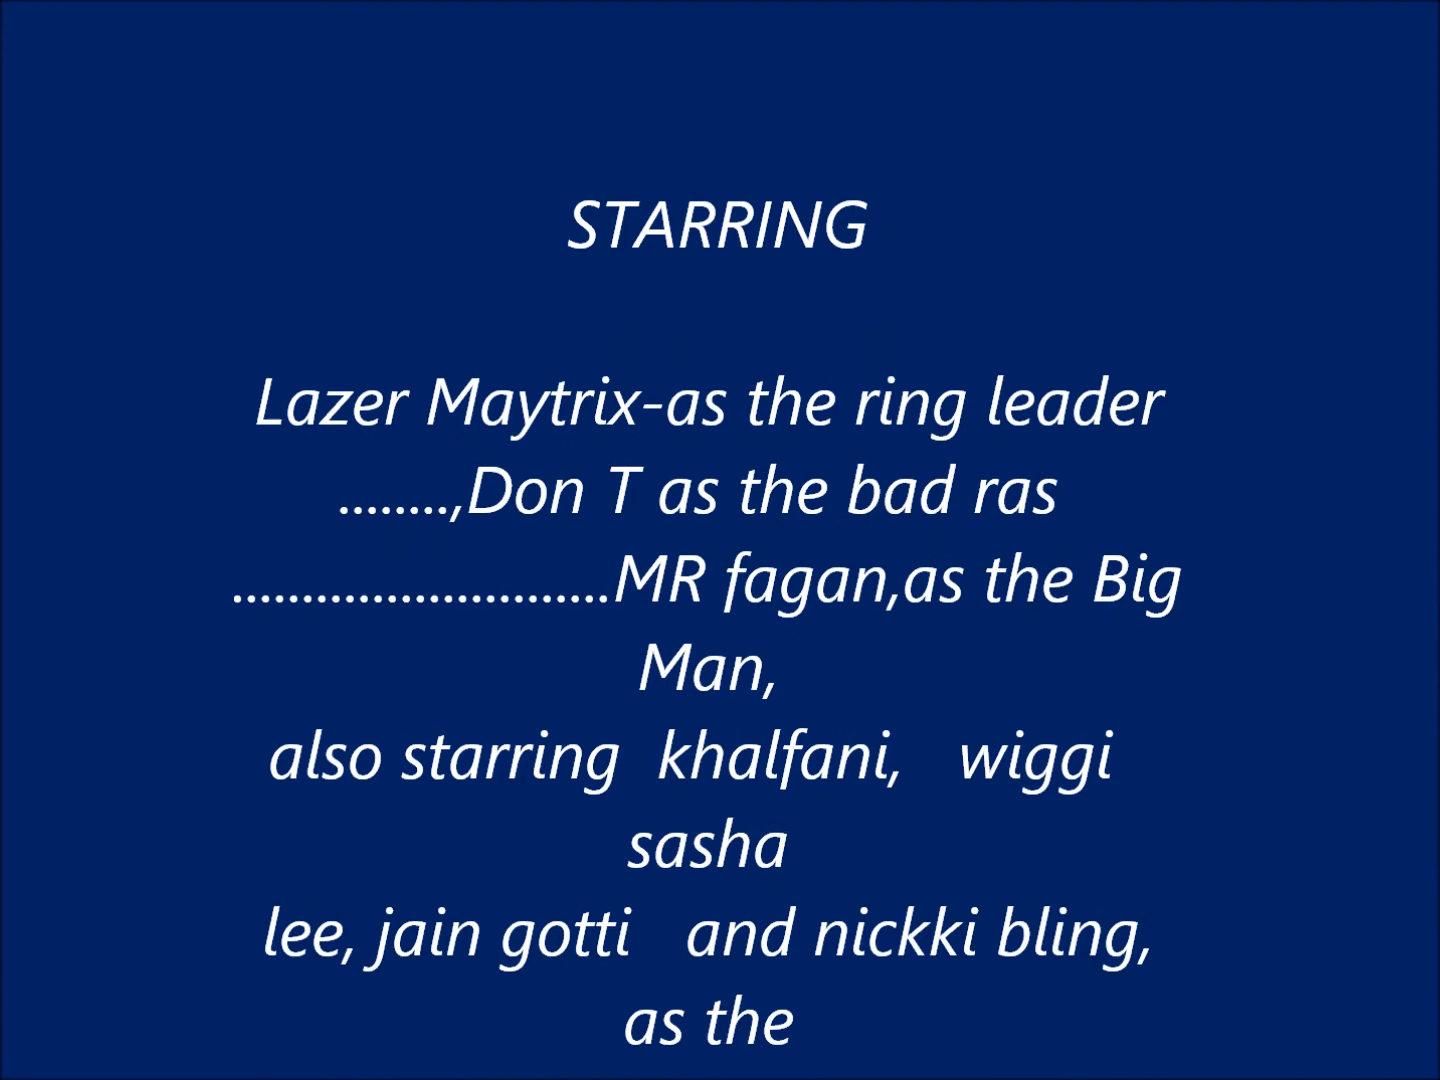 STARRING
Lazer Maytrix-as the ring leader
........,Don T as the bad ras
...........................MR fagan,as the Big
Man,
also starring  khalfani,   wiggi
sasha
lee, jain gotti   and nickki bling,
as the